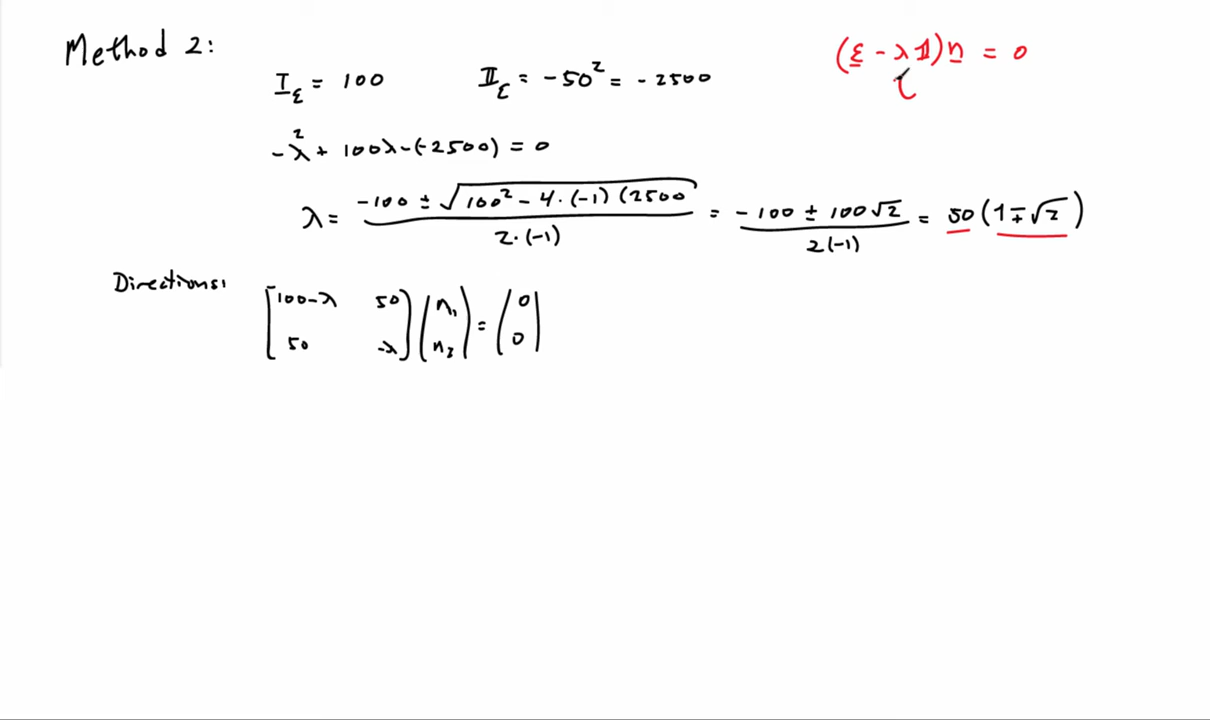 Method 2:
(ε - λ𝟙)n = 0
I_ε = 100 II_ε = -50² = -2500
-λ² + 100λ-(-2500) = 0
λ = (-100 ± √(100² - 4·(-1)(2500)) / (2·(-1)) = (-100 ± 100√2) / (2(-1)) = 50(1∓√2)
Directions:
[100-λ 50] (n₁) = (0)
[50 -λ] (n₂) (0)